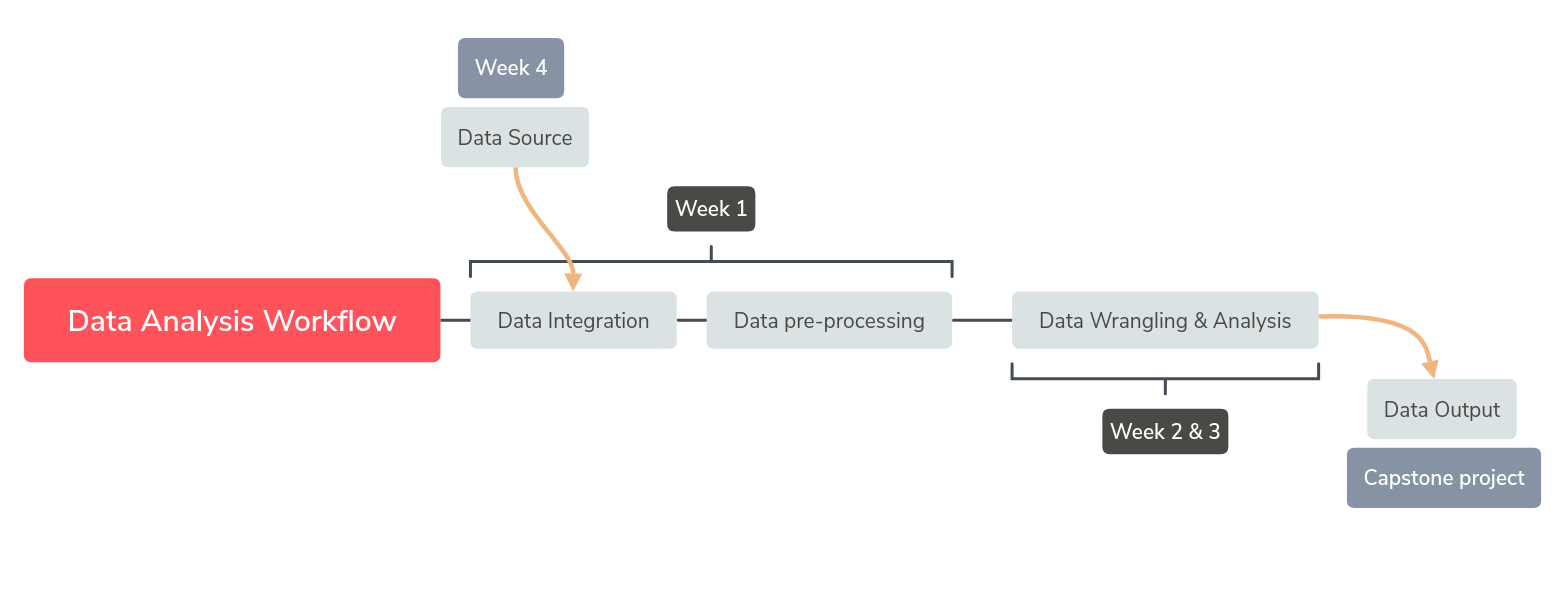 Week 4
Data Source
Week 1
Data Analysis Workflow
Data Integration
Data pre-processing
Data Wrangling & Analysis
Week 2 & 3
Data Output
Capstone project